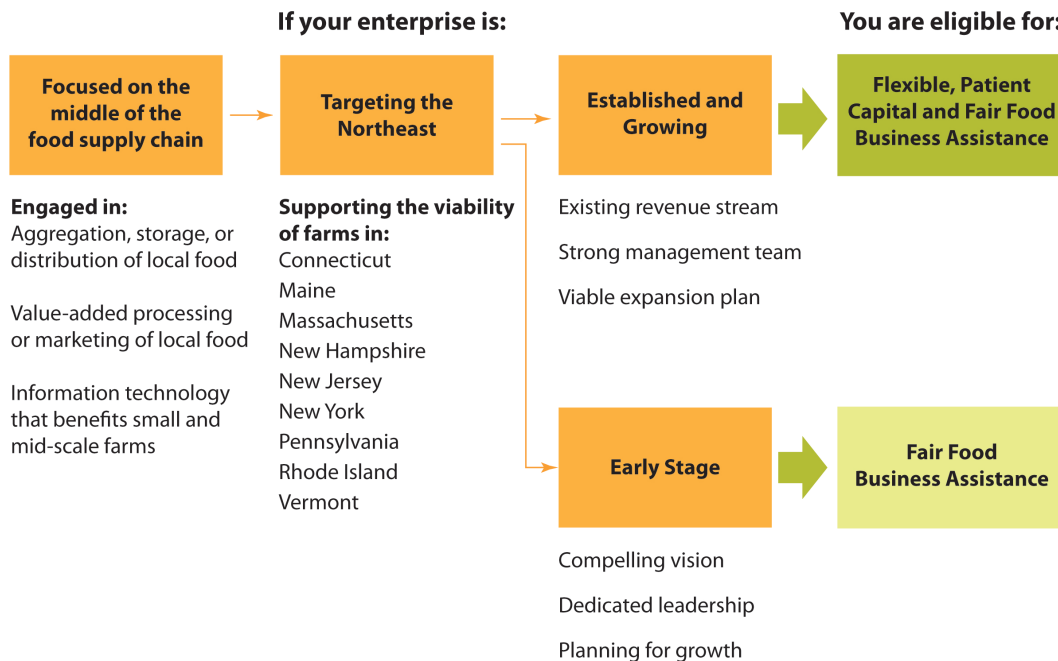 If your enterprise is:
You are eligible for:
Focused on the
middle of the
food supply chain
Targeting the
Northeast
Established and
Growing
Flexible, Patient
Capital and Fair Food
Business Assistance
Engaged in:
Aggregation, storage, or
distribution of local food
Value-added processing
or marketing of local food
Information technology
that benefits small and
mid-scale farms
Supporting the viability
of farms in:
Connecticut
Maine
Massachusetts
New Hampshire
New Jersey
New York
Pennsylvania
Rhode Island
Vermont
Existing revenue stream
Strong management team
Viable expansion plan
Early Stage
Fair Food
Business Assistance
Compelling vision
Dedicated leadership
Planning for growth